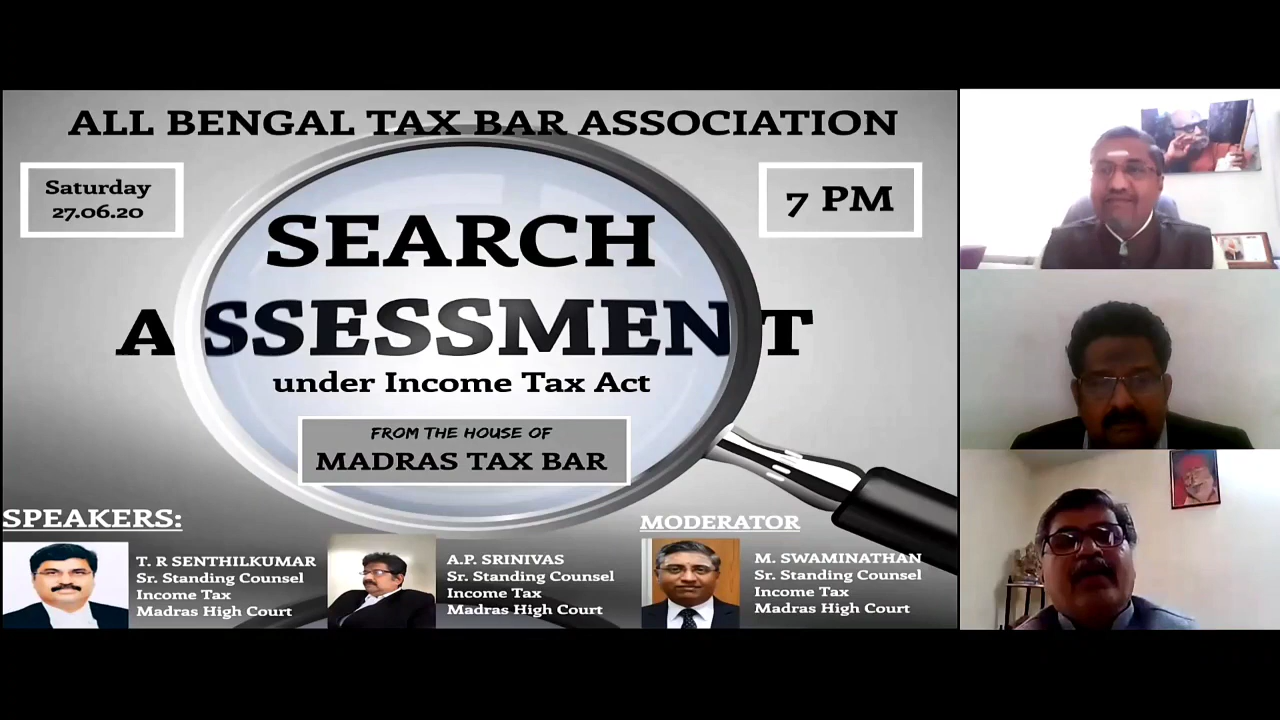 ALL BENGAL TAX BAR ASSOCIATION
Saturday
27.06.20
7 PM
SEARCH
ASSESSMENT
under Income Tax Act
FROM THE HOUSE OF
MADRAS TAX BAR
SPEAKERS:
T. R SENTHILKUMAR
Sr. Standing Counsel
Income Tax
Madras High Court
A.P. SRINIVAS
Sr. Standing Counsel
Income Tax
Madras High Court
MODERATOR
M. SWAMINATHAN
Sr. Standing Counsel
Income Tax
Madras High Court